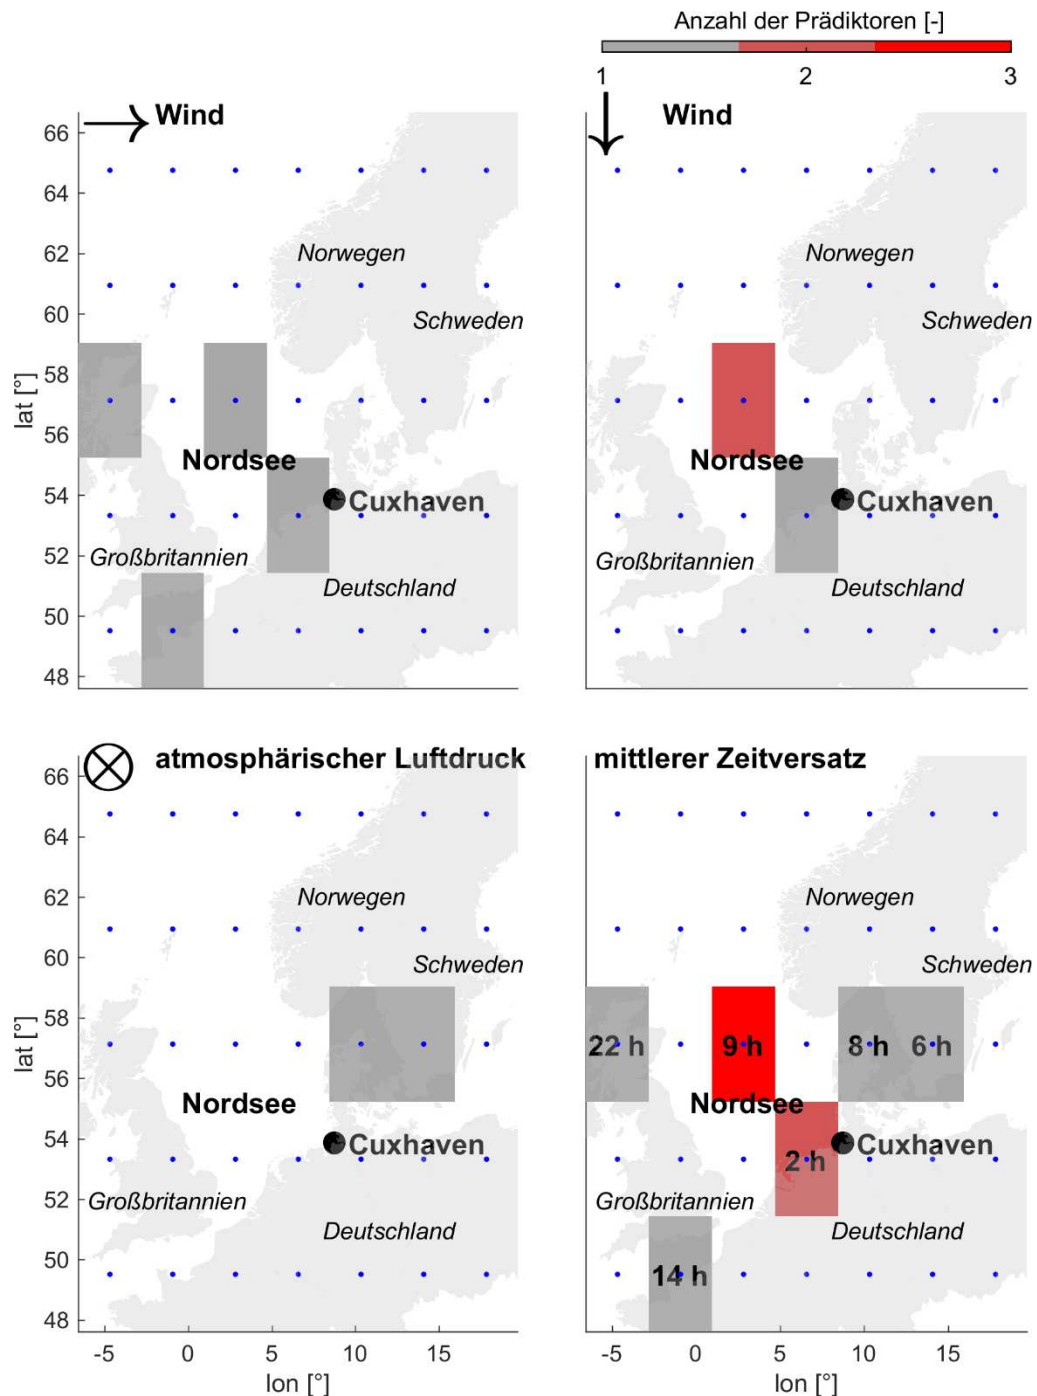 Anzahl der Prädiktoren [-]
1 2 3
Wind
66
64
62
60
58
56
54
52
50
48
lat [°]
Norwegen
Schweden
Nordsee
Cuxhaven
Großbritannien
Deutschland
Wind
Norwegen
Schweden
Nordsee
Cuxhaven
Großbritannien
Deutschland
atmosphärischer Luftdruck
66
64
62
60
58
56
54
52
50
48
lat [°]
Norwegen
Schweden
Nordsee
Cuxhaven
Großbritannien
Deutschland
-5 0 5 10 15
lon [°]
mittlerer Zeitversatz
Norwegen
Schweden
22 h 9 h 8 h 6 h
Nordsee
Cuxhaven
2 h
Großbritannien
Deutschland
14 h
-5 0 5 10 15
lon [°]